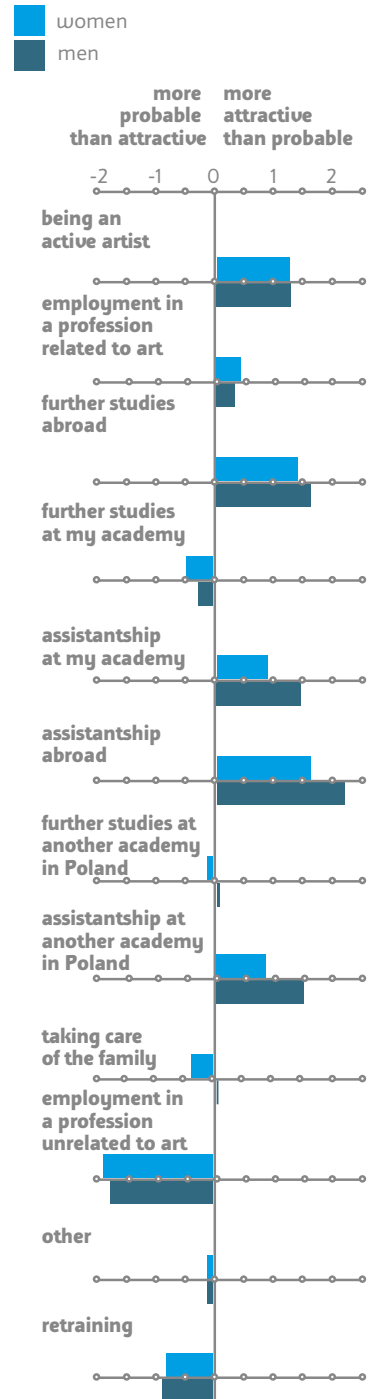 women
men
more
probable
than attractive
more
attractive
than probable
-2 -1 0 1 2
being an
active artist
employment in
a profession
related to art
further studies
abroad
further studies
at my academy
assistantship
at my academy
assistantship
abroad
further studies at
another academy
in Poland
assistantship at
another academy
in Poland
taking care
of the family
employment in
a profession
unrelated to art
other
retraining